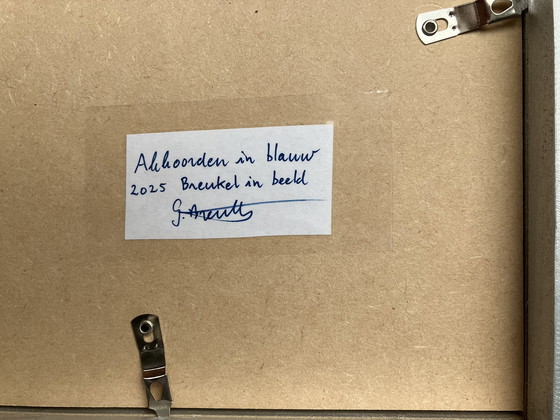 Akkoorden in blauw
2025 Breukel in beeld
G.